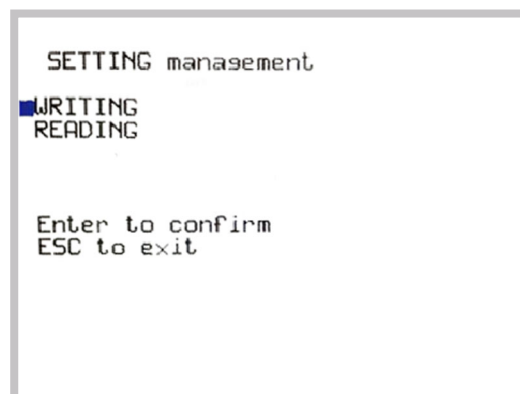 SETTING management
WRITING
READING
Enter to confirm
ESC to exit